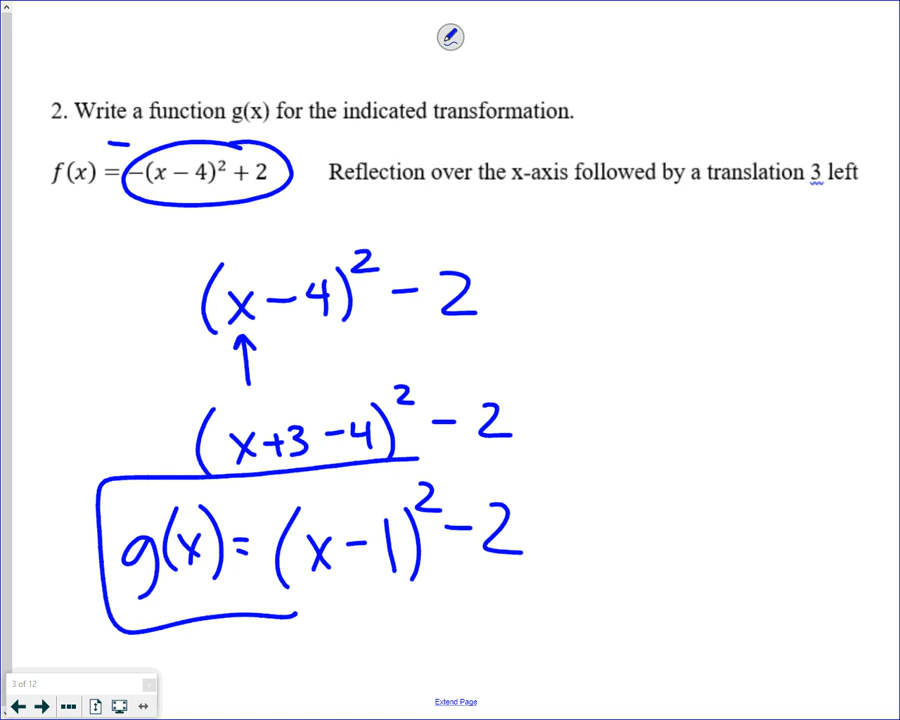 2. Write a function g(x) for the indicated transformation.
f(x) = −(x − 4)² + 2 Reflection over the x-axis followed by a translation 3 left
(x − 4)² − 2
(x+3 −4)² − 2
g(x) = (x − 1)² − 2
3 of 12
Extend Page